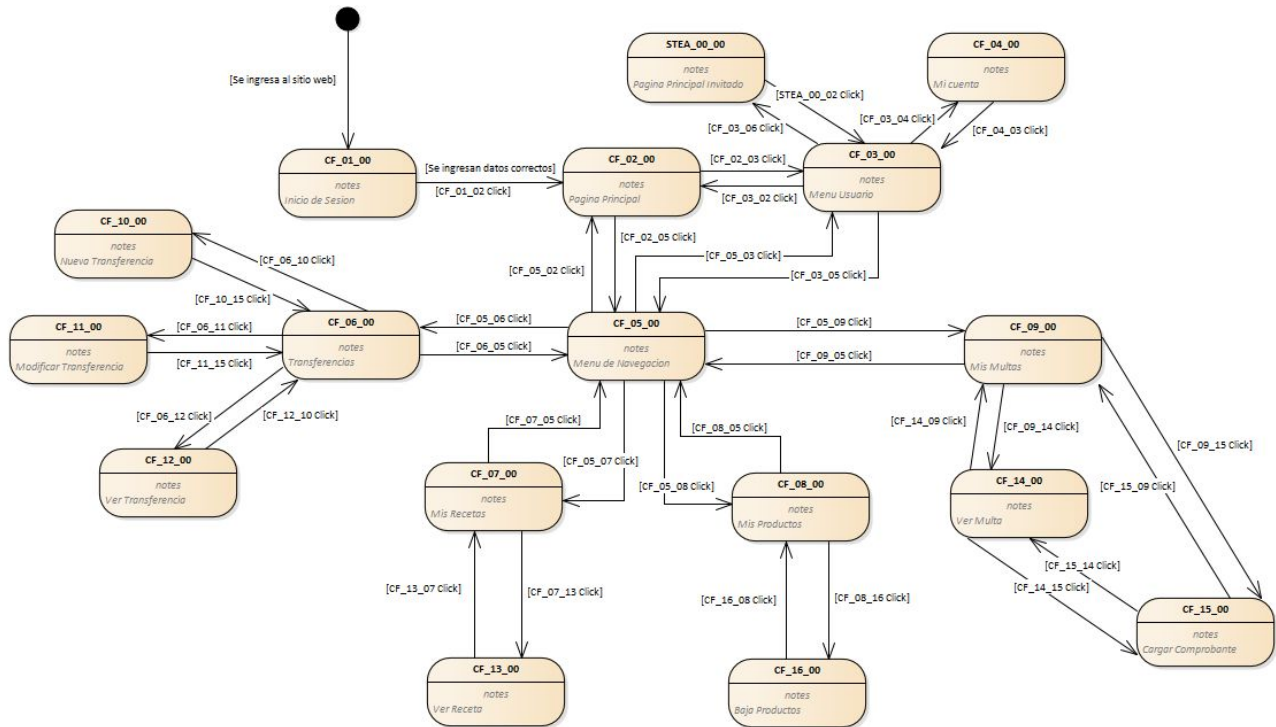 STEA_00_00
notes
Pagina Principal Invitado
CF_04_00
notes
Mi cuenta
[Se ingresa al sitio web]
[STEA_00_02 Click]
[CF_03_04 Click]
[CF_03_06 Click]
[CF_04_03 Click]
CF_01_00
notes
Inicio de Sesion
[Se ingresan datos correctos]
[CF_01_02 Click]
CF_02_00
notes
Pagina Principal
[CF_02_03 Click]
[CF_03_02 Click]
CF_03_00
notes
Menu Usuario
CF_10_00
notes
Nueva Transferencia
[CF_06_10 Click]
[CF_10_15 Click]
[CF_05_02 Click]
[CF_02_05 Click]
[CF_05_03 Click]
[CF_03_05 Click]
CF_11_00
notes
Modificar Transferencia
[CF_06_11 Click]
[CF_11_15 Click]
CF_06_00
notes
Transferencias
[CF_05_06 Click]
[CF_06_05 Click]
CF_05_00
notes
Menu de Navegacion
[CF_05_09 Click]
[CF_09_05 Click]
CF_09_00
notes
Mis Multas
[CF_06_12 Click]
[CF_12_10 Click]
CF_12_00
notes
Ver Transferencia
[CF_07_05 Click]
[CF_05_07 Click]
[CF_08_05 Click]
[CF_05_08 Click]
[CF_14_09 Click]
[CF_09_14 Click]
[CF_09_15 Click]
[CF_15_09 Click]
CF_07_00
notes
Mis Recetas
CF_08_00
notes
Mis Productos
CF_14_00
notes
Ver Multa
[CF_15_14 Click]
[CF_14_15 Click]
[CF_13_07 Click]
[CF_07_13 Click]
[CF_16_08 Click]
[CF_08_16 Click]
CF_15_00
notes
Cargar Comprobante
CF_13_00
notes
Ver Receta
CF_16_00
notes
Baja Productos